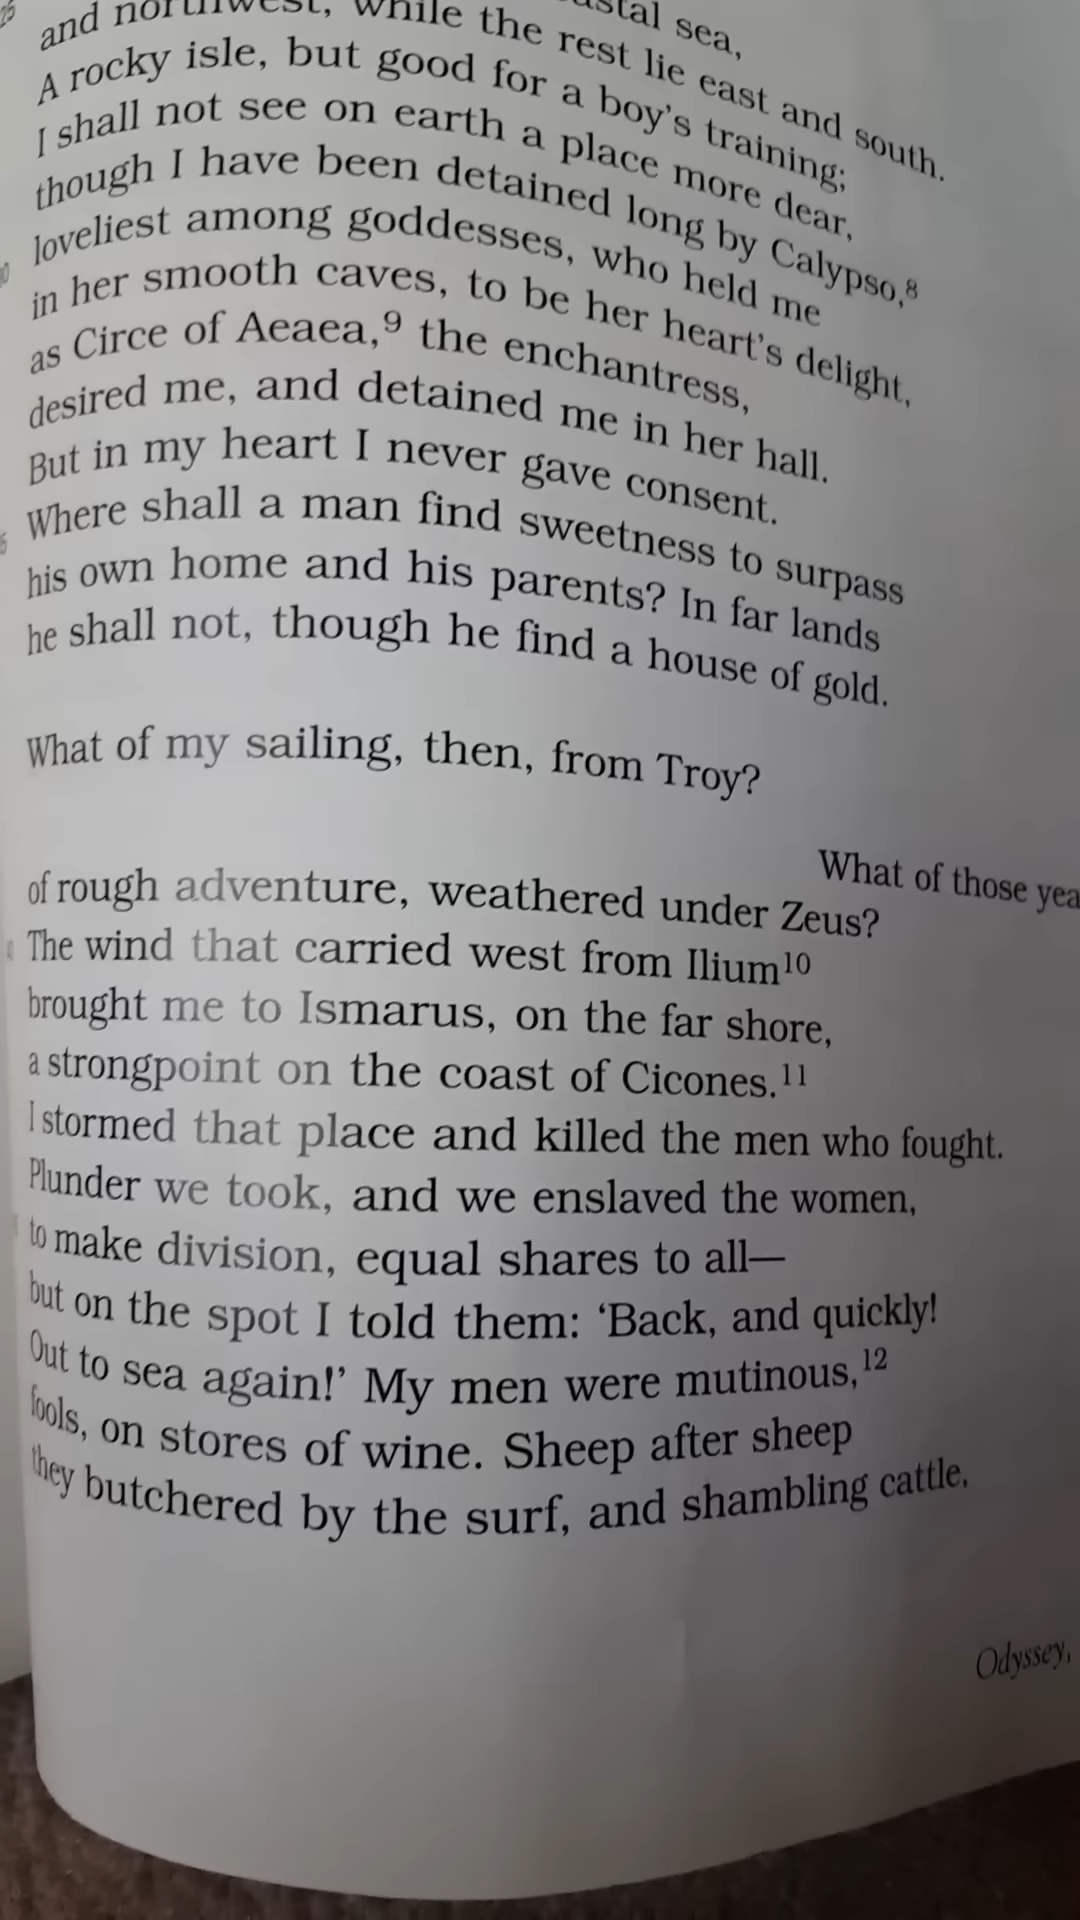 25
and northwest, while the rest lie east and south.
A rocky isle, but good for a boy's training;
I shall not see on earth a place more dear,
though I have been detained long by Calypso,8
loveliest among goddesses, who held me
in her smooth caves, to be her heart's delight,
as Circe of Aeaea,9 the enchantress,
desired me, and detained me in her hall.
But in my heart I never gave consent.
Where shall a man find sweetness to surpass
his own home and his parents? In far lands
he shall not, though he find a house of gold.
What of my sailing, then, from Troy?
What of those yea
of rough adventure, weathered under Zeus?
The wind that carried west from Ilium10
brought me to Ismarus, on the far shore,
a strongpoint on the coast of Cicones.11
I stormed that place and killed the men who fought.
Plunder we took, and we enslaved the women,
to make division, equal shares to all—
but on the spot I told them: ‘Back, and quickly!
Out to sea again!’ My men were mutinous,12
fools, on stores of wine. Sheep after sheep
they butchered by the surf, and shambling cattle,
Odyssey,